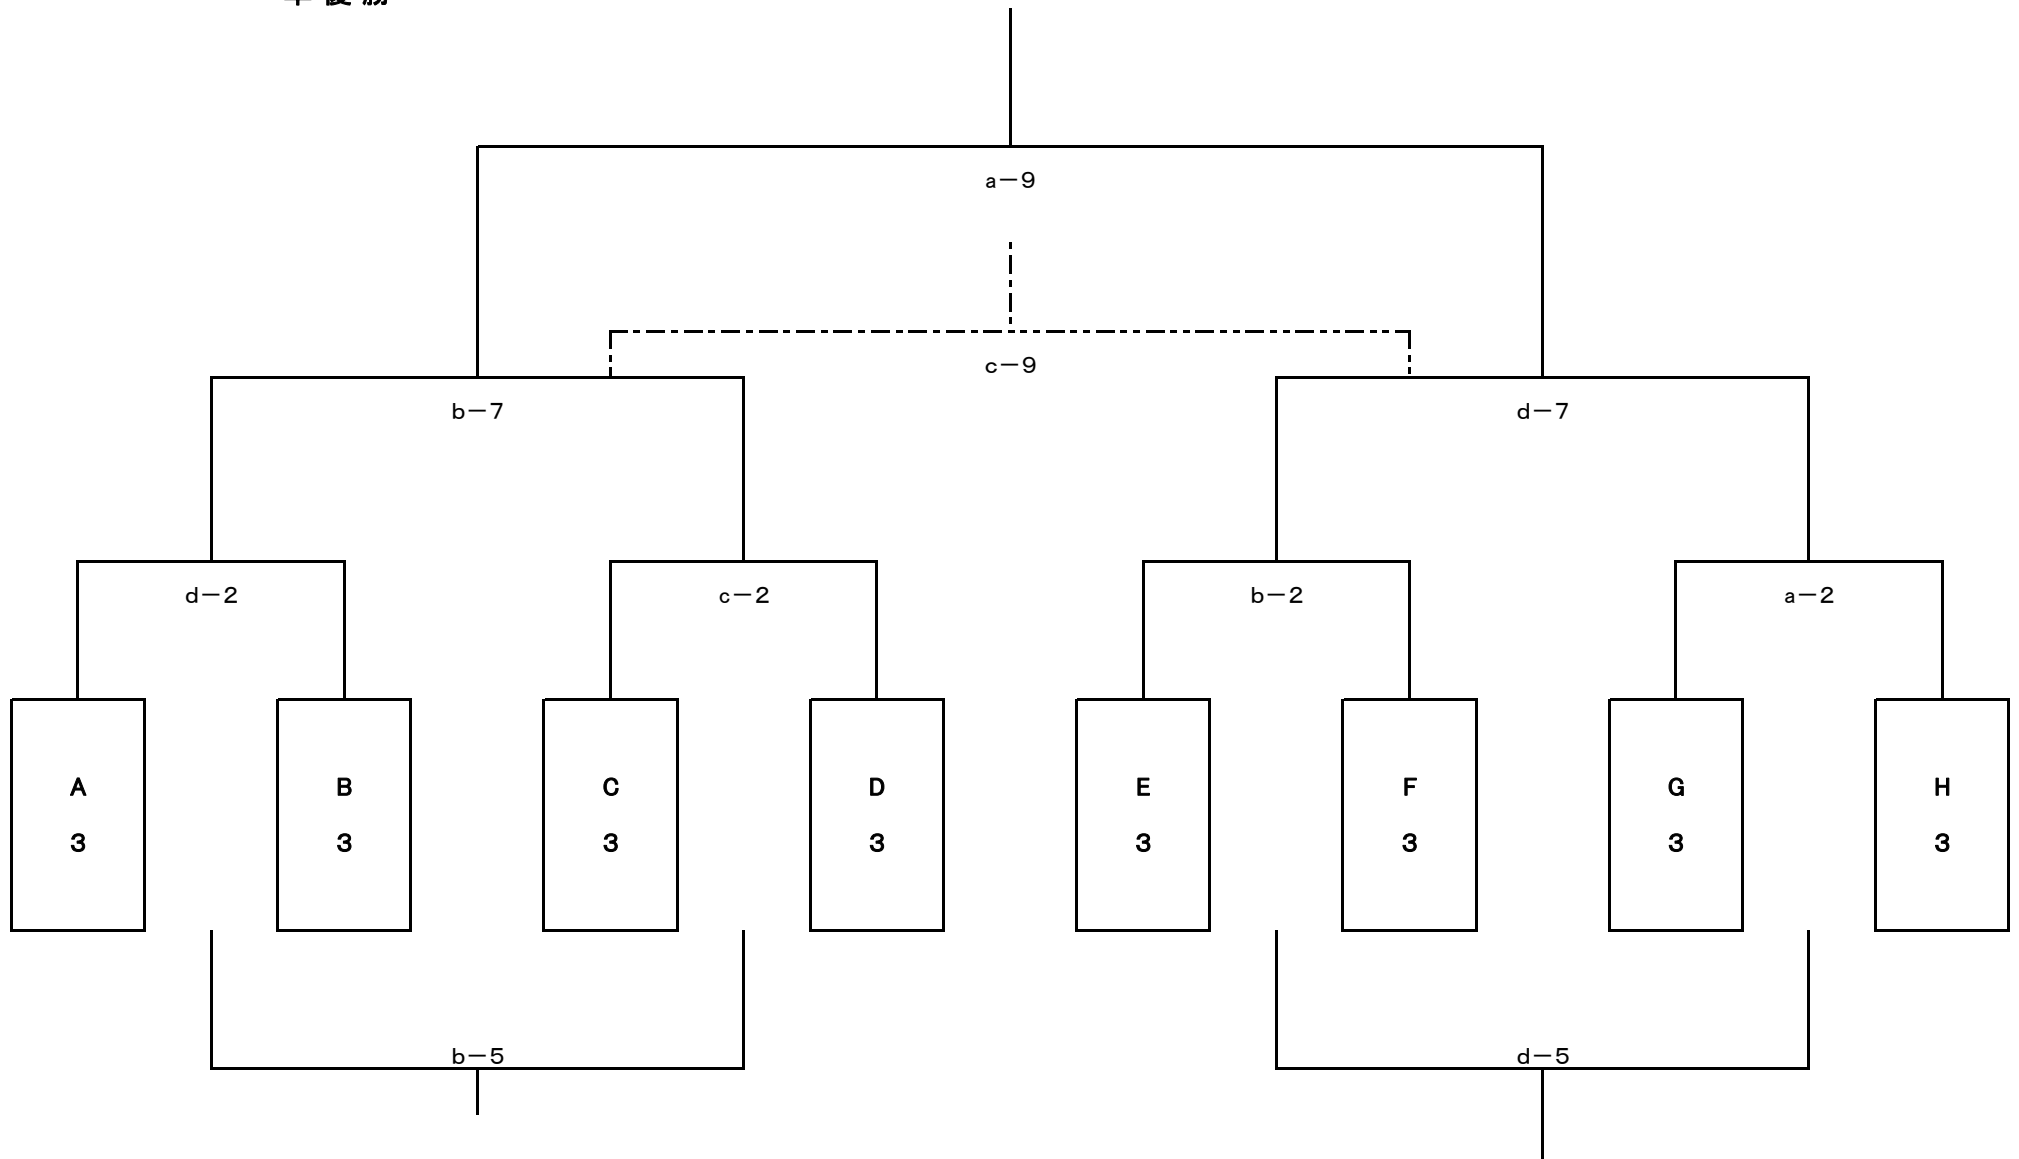 a－9
c－9
b－7 d－7
d－2 c－2 b－2 a－2
A B C D E F G H
3 3 3 3 3 3 3 3
b－5 d－5